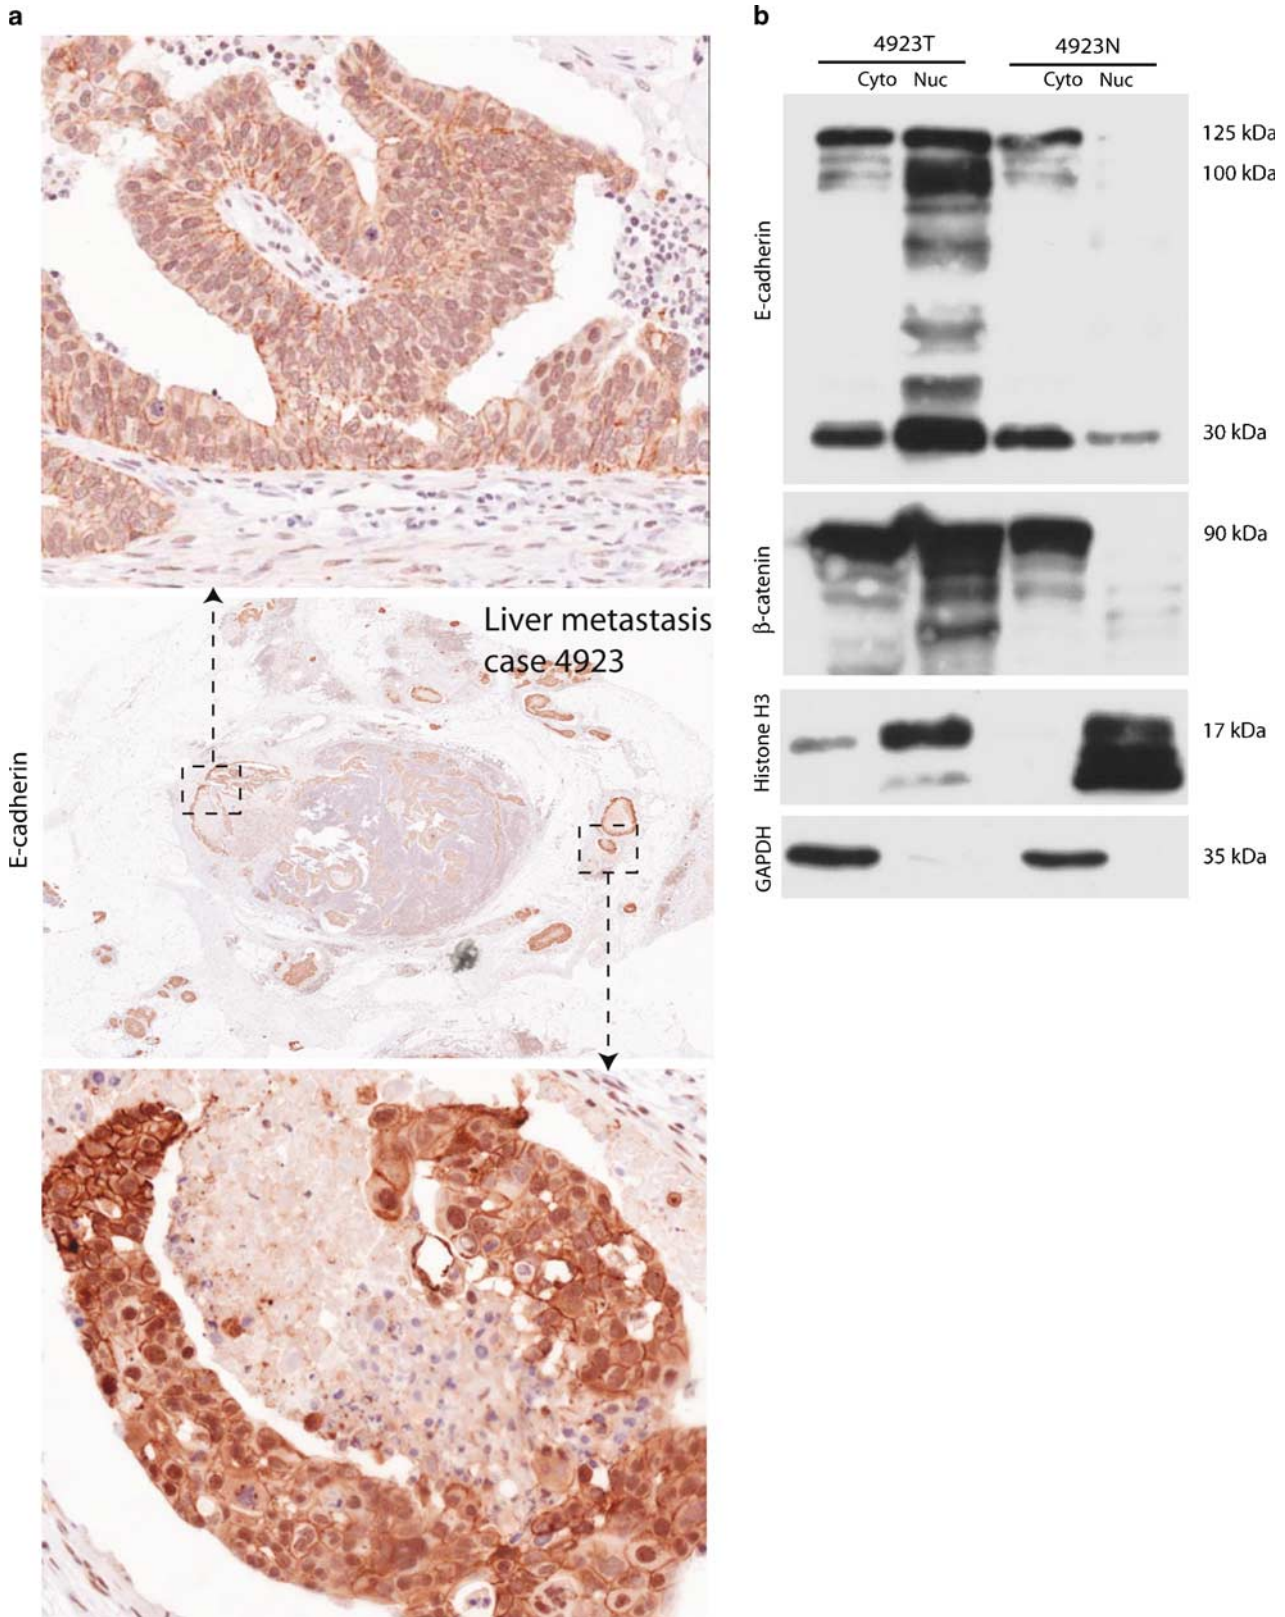 a
Liver metastasis
case 4923
E-cadherin
b
4923T 4923N
Cyto Nuc Cyto Nuc
E-cadherin
125 kDa
100 kDa
30 kDa
β-catenin
90 kDa
Histone H3
17 kDa
GAPDH
35 kDa